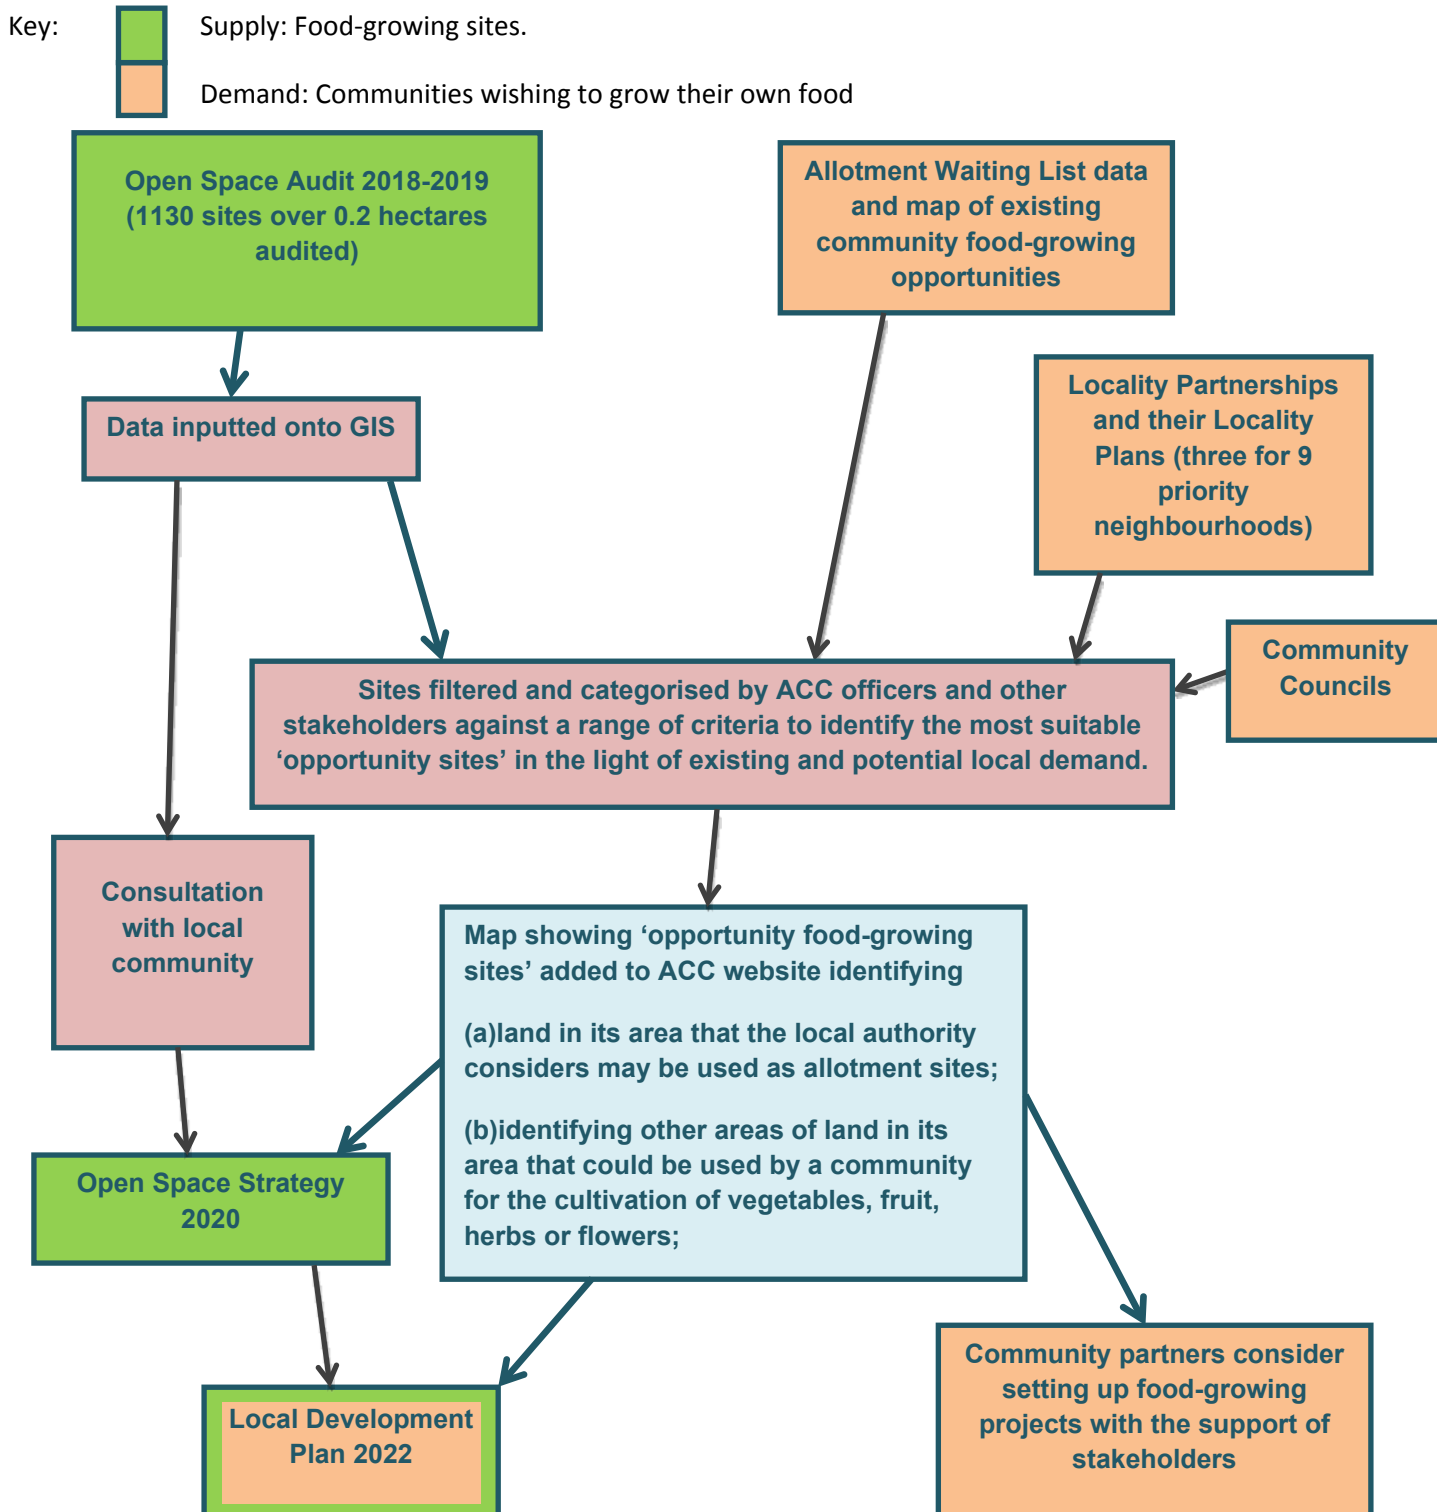 Key:
Supply: Food-growing sites.
Demand: Communities wishing to grow their own food
Open Space Audit 2018-2019
(1130 sites over 0.2 hectares
audited)
Allotment Waiting List data
and map of existing
community food-growing
opportunities
Locality Partnerships
and their Locality
Plans (three for 9
priority
neighbourhoods)
Data inputted onto GIS
Community
Councils
Sites filtered and categorised by ACC officers and other
stakeholders against a range of criteria to identify the most suitable
‘opportunity sites’ in the light of existing and potential local demand.
Consultation
with local
community
Map showing ‘opportunity food-growing
sites’ added to ACC website identifying
(a)land in its area that the local authority
considers may be used as allotment sites;
(b)identifying other areas of land in its
area that could be used by a community
for the cultivation of vegetables, fruit,
herbs or flowers;
Open Space Strategy
2020
Local Development
Plan 2022
Community partners consider
setting up food-growing
projects with the support of
stakeholders